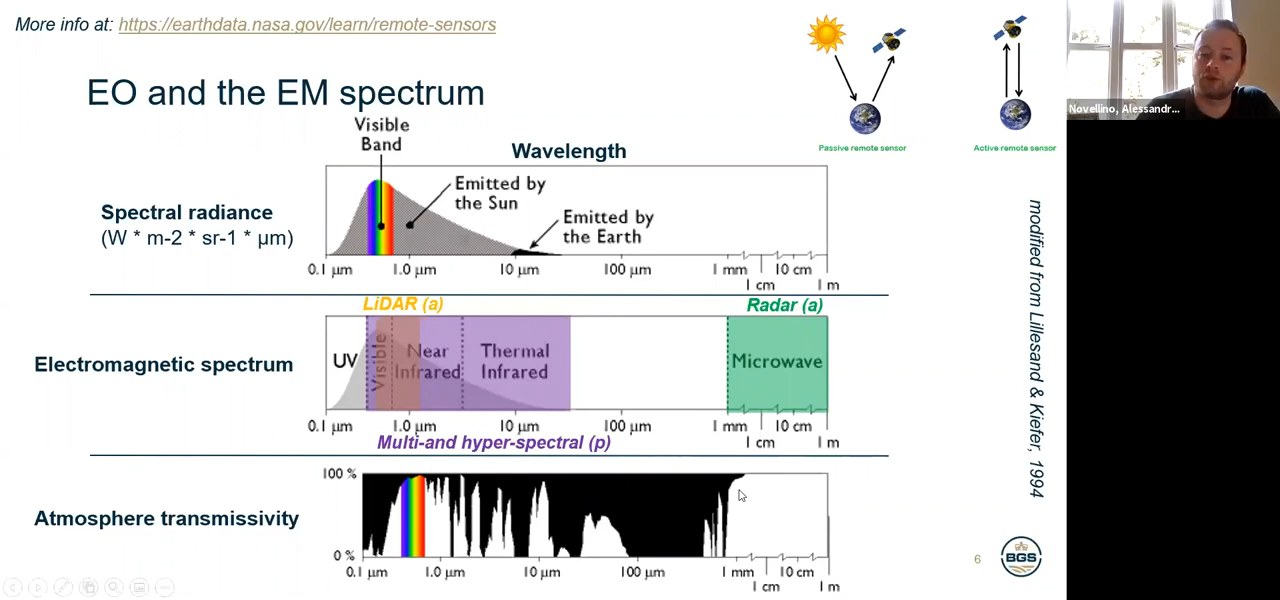 More info at: https://earthdata.nasa.gov/learn/remote-sensors
EO and the EM spectrum
Passive remote sensor
Active remote sensor
Novellino, Alessandr...
Visible
Band
Wavelength
Spectral radiance
(W * m-2 * sr-1 * µm)
Emitted by
the Sun
Emitted by
the Earth
0.1 µm 1.0 µm 10 µm 100 µm 1 mm 10 cm
1 cm 1 m
LiDAR (a)
Radar (a)
Electromagnetic spectrum
UV
Visible
Near
Infrared
Thermal
Infrared
Microwave
0.1 µm 1.0 µm 10 µm 100 µm 1 mm 10 cm
1 cm 1 m
Multi-and hyper-spectral (p)
Atmosphere transmissivity
100 %
0 %
0.1 µm 1.0 µm 10 µm 100 µm 1 mm 10 cm
1 cm 1 m
modified from Lillesand & Kiefer, 1994
6
BGS